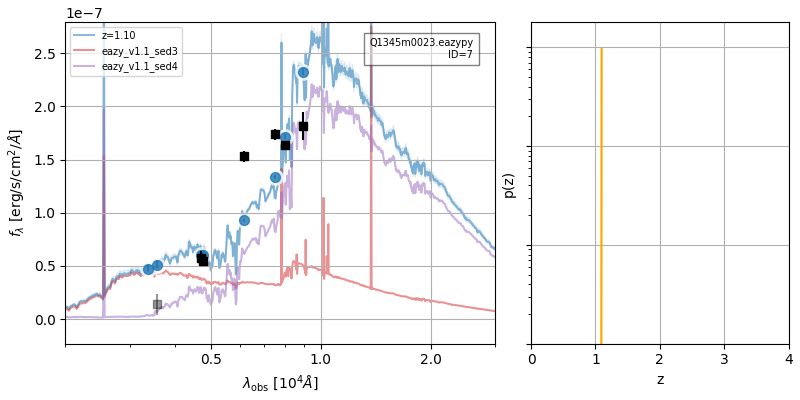 1e−7
z=1.10
eazy_v1.1_sed3
eazy_v1.1_sed4
Q1345m0023.eazypy
ID=7
2.5
2.0
1.5
1.0
0.5
0.0
f_λ [erg/s/cm²/Å]
0.5
1.0
2.0
λ_obs [10⁴Å]
p(z)
0
1
2
3
4
z